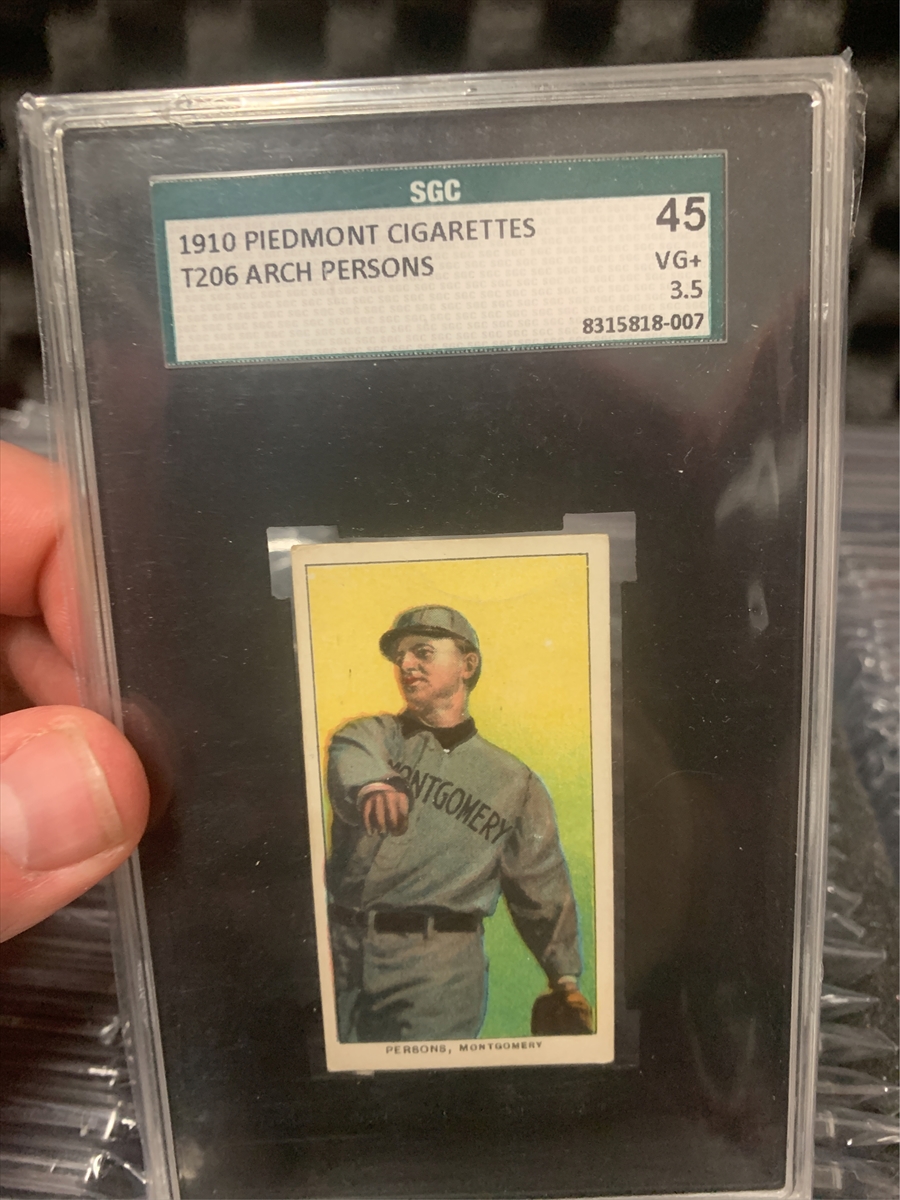 SGC
1910 PIEDMONT CIGARETTES
T206 ARCH PERSONS
45
VG+
3.5
8315818-007
MONTGOMERY
PERSONS, MONTGOMERY